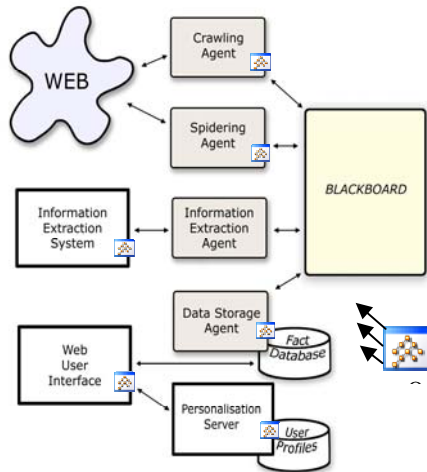 Crawling
Agent
WEB
Spidering
Agent
BLACKBOARD
Information
Extraction
System
Information
Extraction
Agent
Data Storage
Agent
Fact
Database
Web
User
Interface
Personalisation
Server
User
Profiles